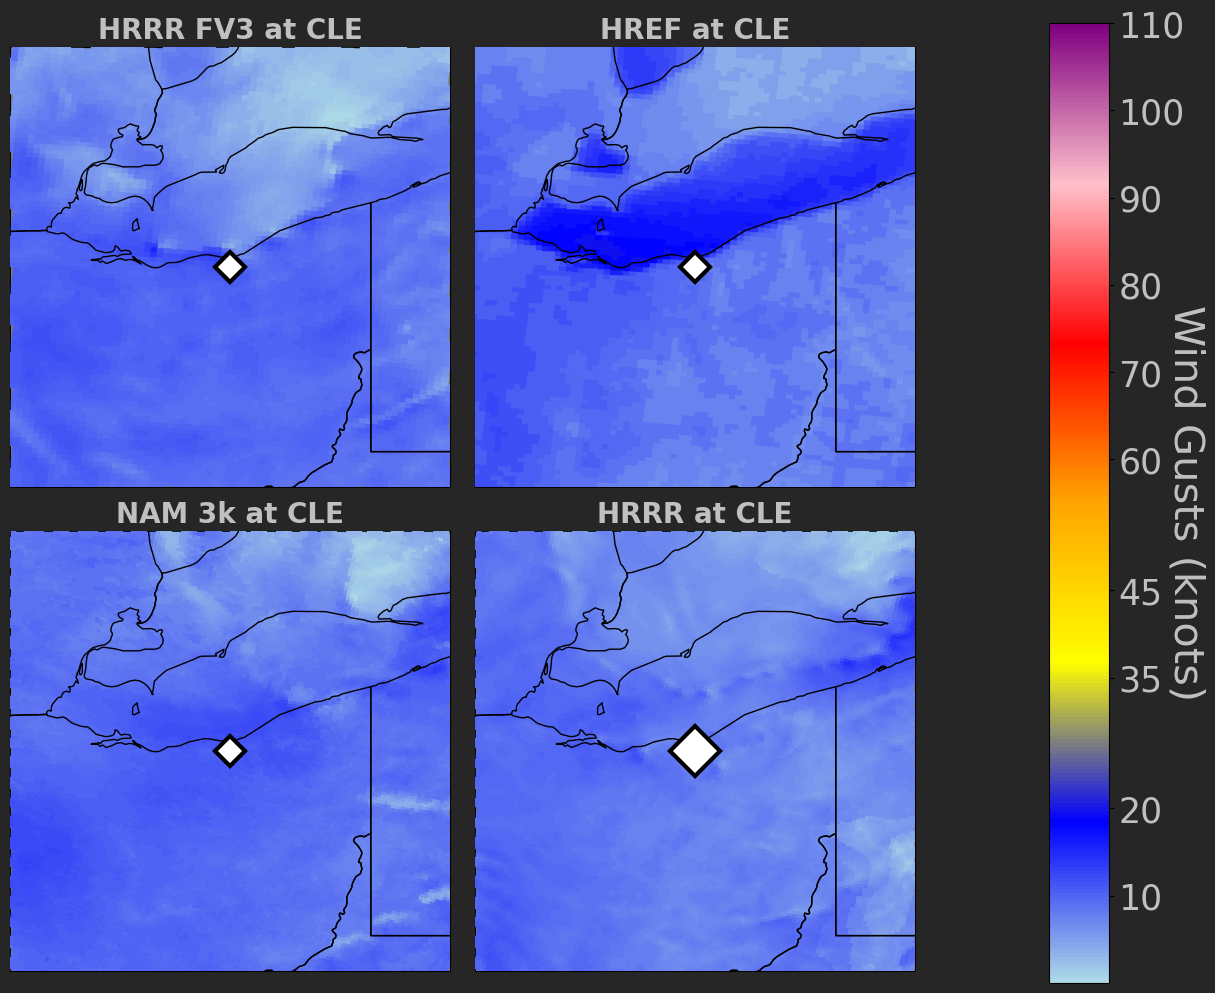 HRRR FV3 at CLE
HREF at CLE
NAM 3k at CLE
HRRR at CLE
110
100
90
80
70
60
45
35
20
10
Wind Gusts (knots)